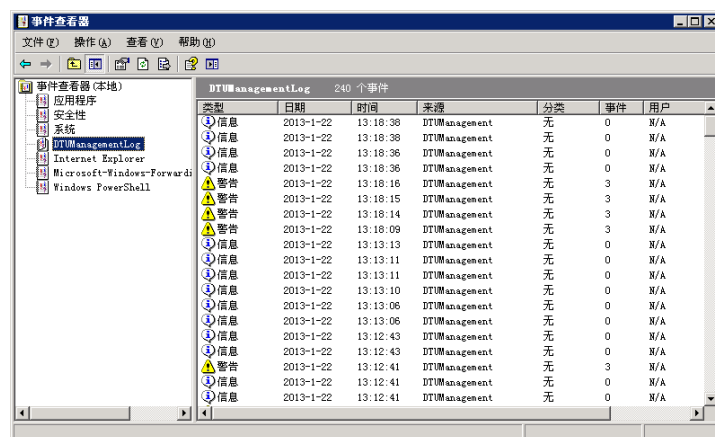 事件查看器
文件(F) 操作(A) 查看(V) 帮助(H)
事件查看器(本地)
应用程序
安全性
系统
DTUManagementLog
Internet Explorer
Microsoft-Windows-Forwardi
Windows PowerShell
DTUManagementLog 240 个事件
类型 日期 时间 来源 分类 事件 用户
信息 2013-1-22 13:18:38 DTUManagement 无 0 N/A
信息 2013-1-22 13:18:38 DTUManagement 无 0 N/A
信息 2013-1-22 13:18:36 DTUManagement 无 0 N/A
信息 2013-1-22 13:18:36 DTUManagement 无 0 N/A
警告 2013-1-22 13:18:16 DTUManagement 无 3 N/A
警告 2013-1-22 13:18:15 DTUManagement 无 3 N/A
警告 2013-1-22 13:18:14 DTUManagement 无 3 N/A
警告 2013-1-22 13:18:09 DTUManagement 无 3 N/A
信息 2013-1-22 13:13:13 DTUManagement 无 0 N/A
信息 2013-1-22 13:13:11 DTUManagement 无 0 N/A
信息 2013-1-22 13:13:11 DTUManagement 无 0 N/A
信息 2013-1-22 13:13:10 DTUManagement 无 0 N/A
信息 2013-1-22 13:13:06 DTUManagement 无 0 N/A
信息 2013-1-22 13:13:06 DTUManagement 无 0 N/A
信息 2013-1-22 13:12:43 DTUManagement 无 0 N/A
信息 2013-1-22 13:12:43 DTUManagement 无 0 N/A
警告 2013-1-22 13:12:41 DTUManagement 无 3 N/A
信息 2013-1-22 13:12:41 DTUManagement 无 0 N/A
信息 2013-1-22 13:12:41 DTUManagement 无 0 N/A